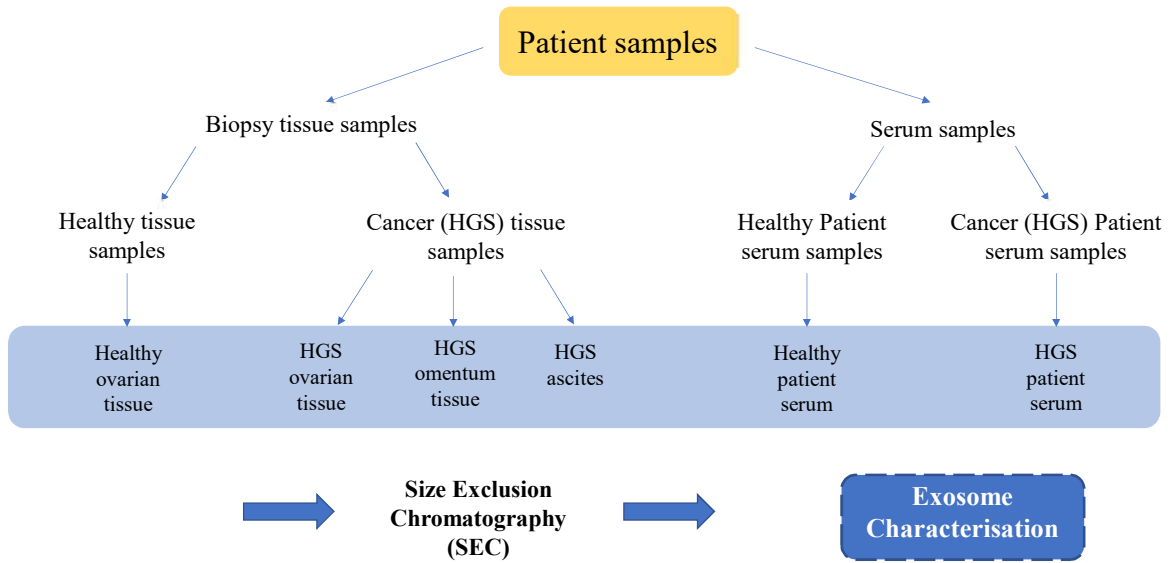 Patient samples
Biopsy tissue samples
Serum samples
Healthy tissue
samples
Cancer (HGS) tissue
samples
Healthy Patient
serum samples
Cancer (HGS) Patient
serum samples
Healthy
ovarian
tissue
HGS
ovarian
tissue
HGS
omentum
tissue
HGS
ascites
Healthy
patient
serum
HGS
patient
serum
Size Exclusion
Chromatography
(SEC)
Exosome
Characterisation